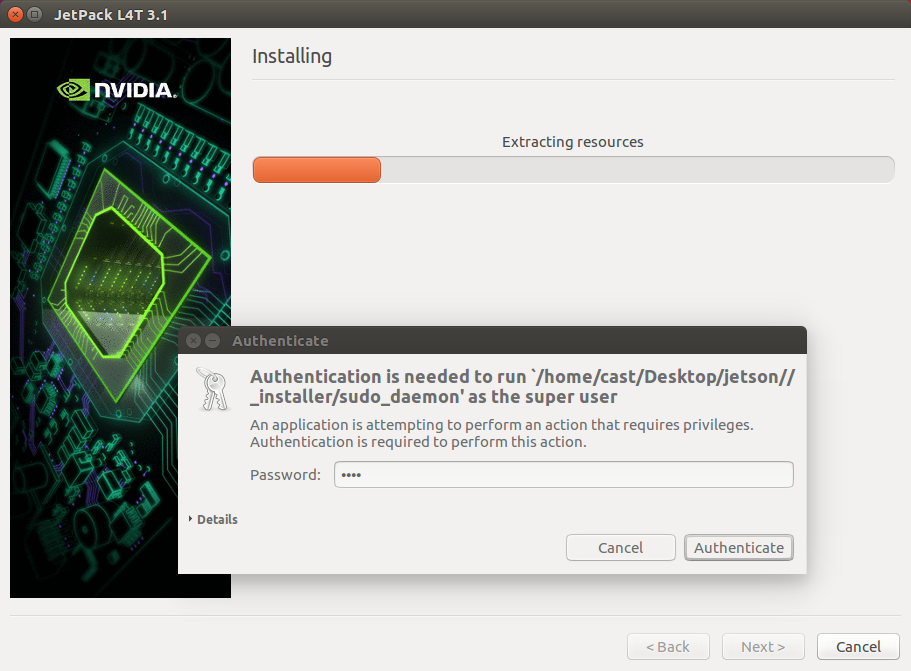 JetPack L4T 3.1
NVIDIA.
Installing
Extracting resources
Authenticate
Authentication is needed to run `/home/cast/Desktop/jetson//
_installer/sudo_daemon' as the super user
An application is attempting to perform an action that requires privileges.
Authentication is required to perform this action.
Password: ••••
Details
Cancel Authenticate
< Back Next > Cancel